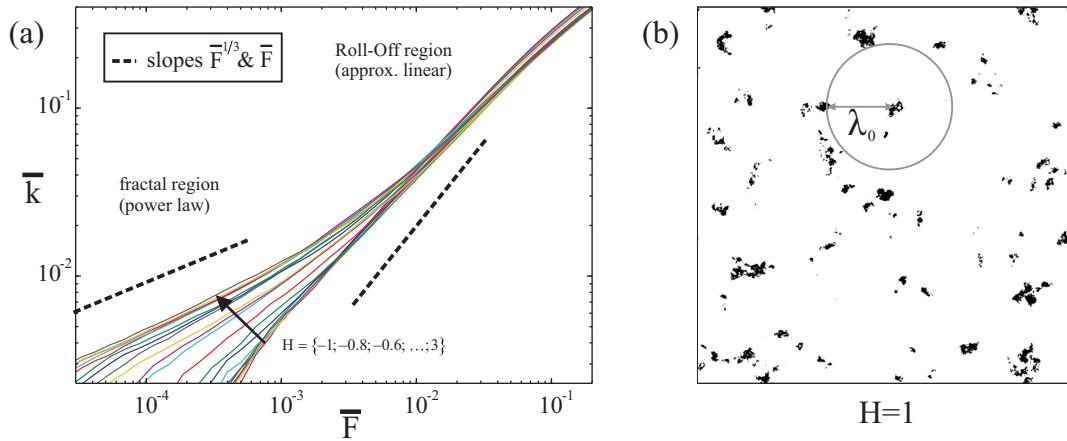 (a)
slopes F̅^{1/3} & F̅
Roll-Off region
(approx. linear)
fractal region
(power law)
H = {−1;−0.8;−0.6; …;3}
10^{-1}
10^{-2}
k̅
10^{-4}
10^{-3}
10^{-2}
10^{-1}
F̅
(b)
λ_0
H=1